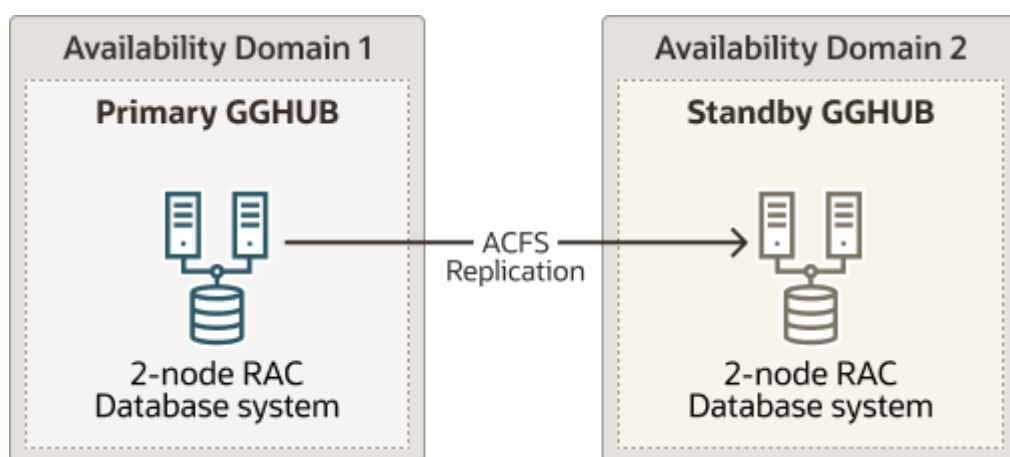 Availability Domain 1
Primary GGHUB
2-node RAC
Database system
ACFS
Replication
Availability Domain 2
Standby GGHUB
2-node RAC
Database system